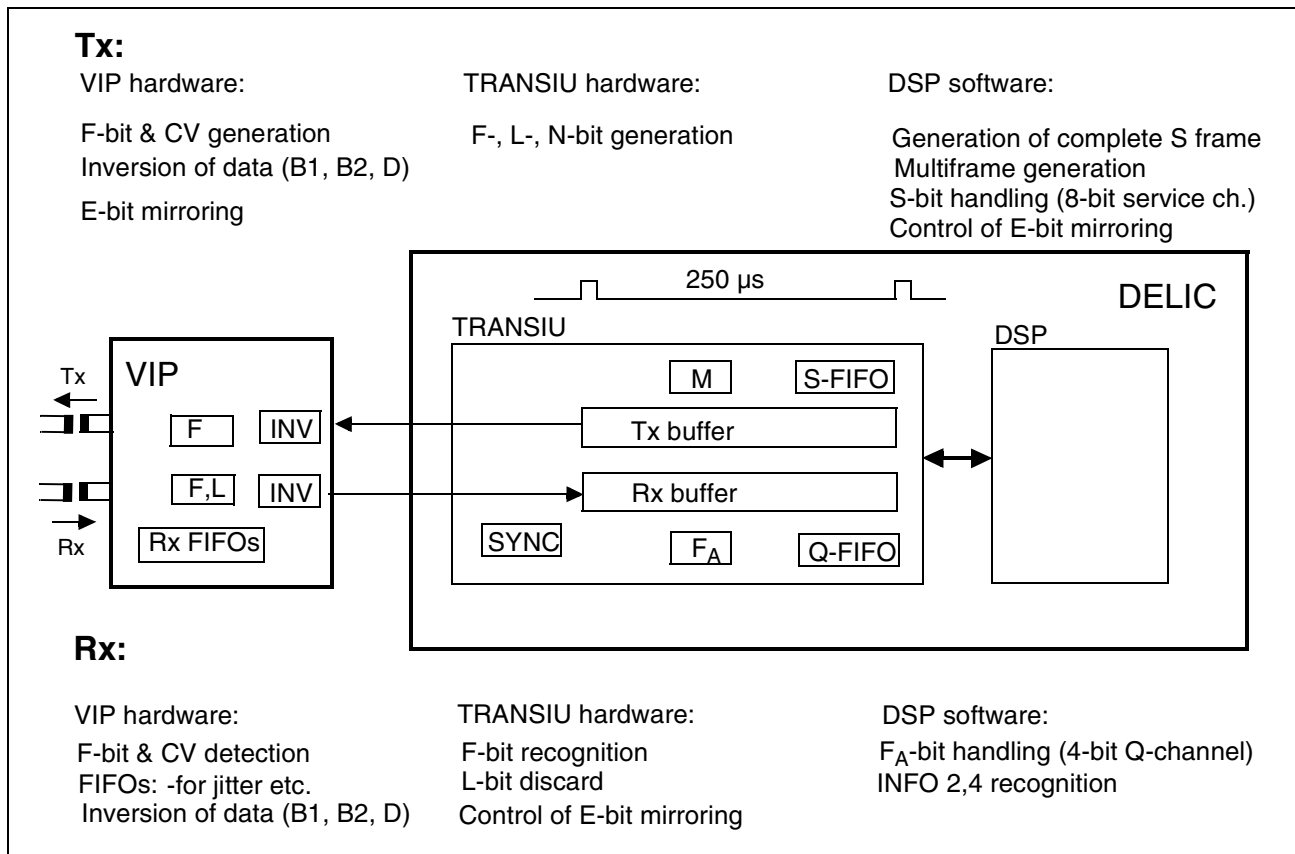 Tx:
VIP hardware:
TRANSIU hardware:
DSP software:
F-bit & CV generation
Inversion of data (B1, B2, D)
E-bit mirroring
F-, L-, N-bit generation
Generation of complete S frame
Multiframe generation
S-bit handling (8-bit service ch.)
Control of E-bit mirroring
250 µs
DELIC
TRANSIU
DSP
VIP
Tx
M
S-FIFO
F
INV
Tx buffer
F,L
INV
Rx buffer
Rx
Rx FIFOs
SYNC
FA
Q-FIFO
Rx:
VIP hardware:
TRANSIU hardware:
DSP software:
F-bit & CV detection
FIFOs: -for jitter etc.
Inversion of data (B1, B2, D)
F-bit recognition
L-bit discard
Control of E-bit mirroring
FA-bit handling (4-bit Q-channel)
INFO 2,4 recognition